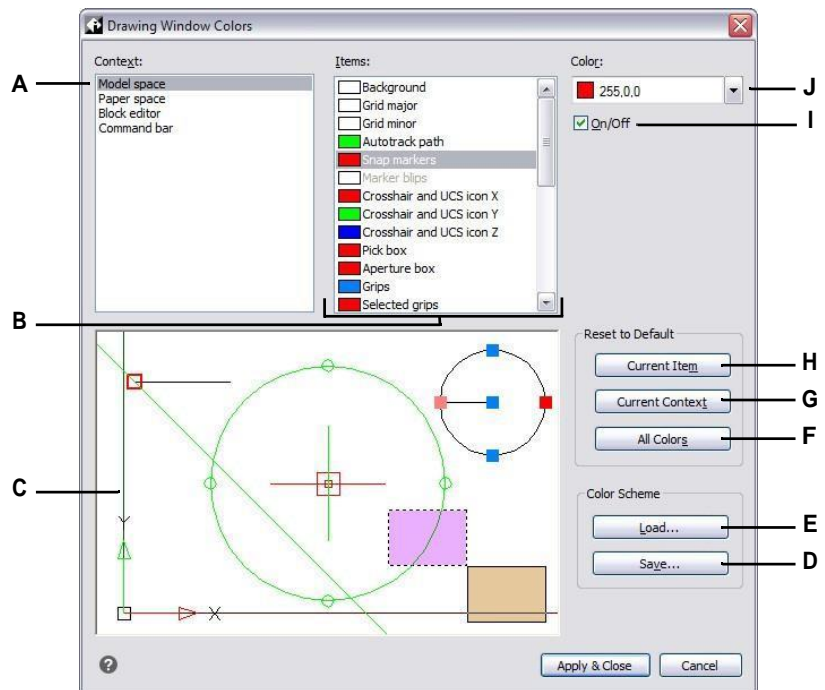 Drawing Window Colors
Context:
Items:
Color:
A
Model space
Paper space
Block editor
Command bar
Background
Grid major
Grid minor
Autotrack path
Snap markers
Marker blips
Crosshair and UCS icon X
Crosshair and UCS icon Y
Crosshair and UCS icon Z
Pick box
Aperture box
Grips
Selected grips
255,0,0
J
On/Off
I
B
Reset to Default
Current Item
H
Current Context
G
All Colors
F
C
Y
X
Color Scheme
Load...
E
Save...
D
?
Apply & Close
Cancel